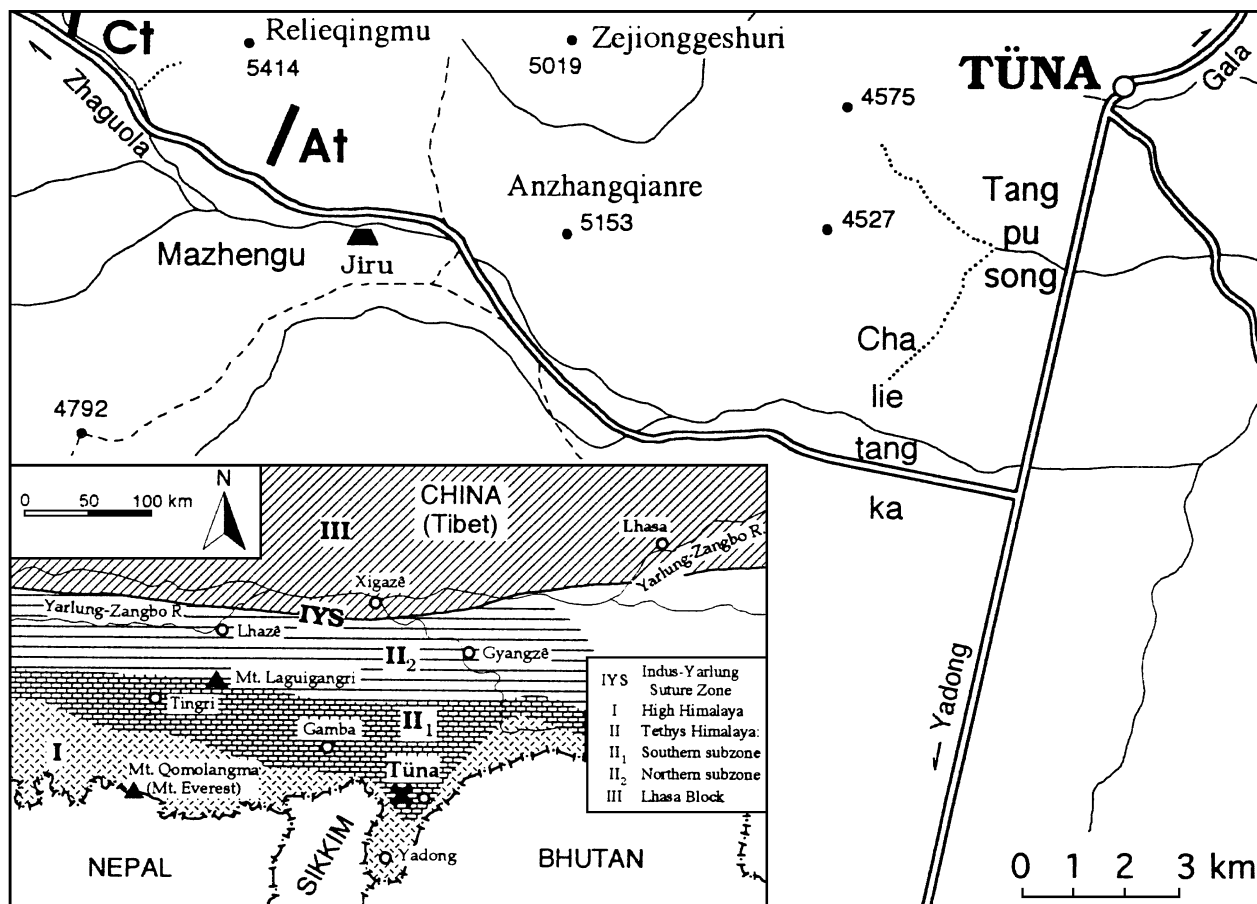 Ct
Relieqingmu
5414
Zejionggeshuri
5019
TÜNA
Gala
4575
Zhaguola
At
Anzhangqianre
5153
4527
Tang
pu
song
Mazhengu
Jiru
Cha
lie
tang
ka
4792
Yadong
0 1 2 3 km
0 50 100 km
N
CHINA
(Tibet)
III
Lhasa
Yarlung-Zangbo R.
Xigazê
Yarlung-Zangbo R.
IYS
Lhazê
II2
Gyangzê
Mt. Laguigangri
Tingri
Gamba
II1
I
Mt. Qomolangma
(Mt. Everest)
Tüna
NEPAL
SIKKIM
Yadong
BHUTAN
IYS Indus-Yarlung
Suture Zone
I High Himalaya
II Tethys Himalaya:
II1 Southern subzone
II2 Northern subzone
III Lhasa Block